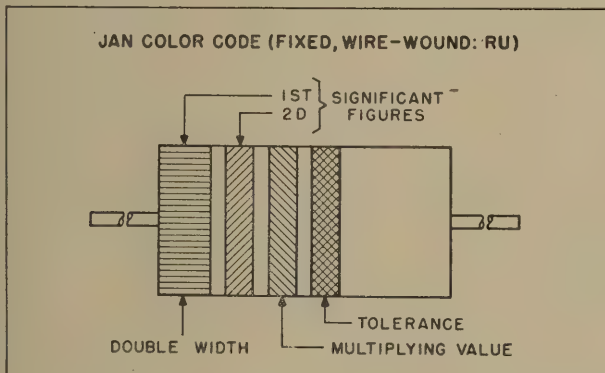 JAN COLOR CODE (FIXED, WIRE-WOUND: RU)
1ST
2D
SIGNIFICANT
FIGURES
TOLERANCE
DOUBLE WIDTH
MULTIPLYING VALUE